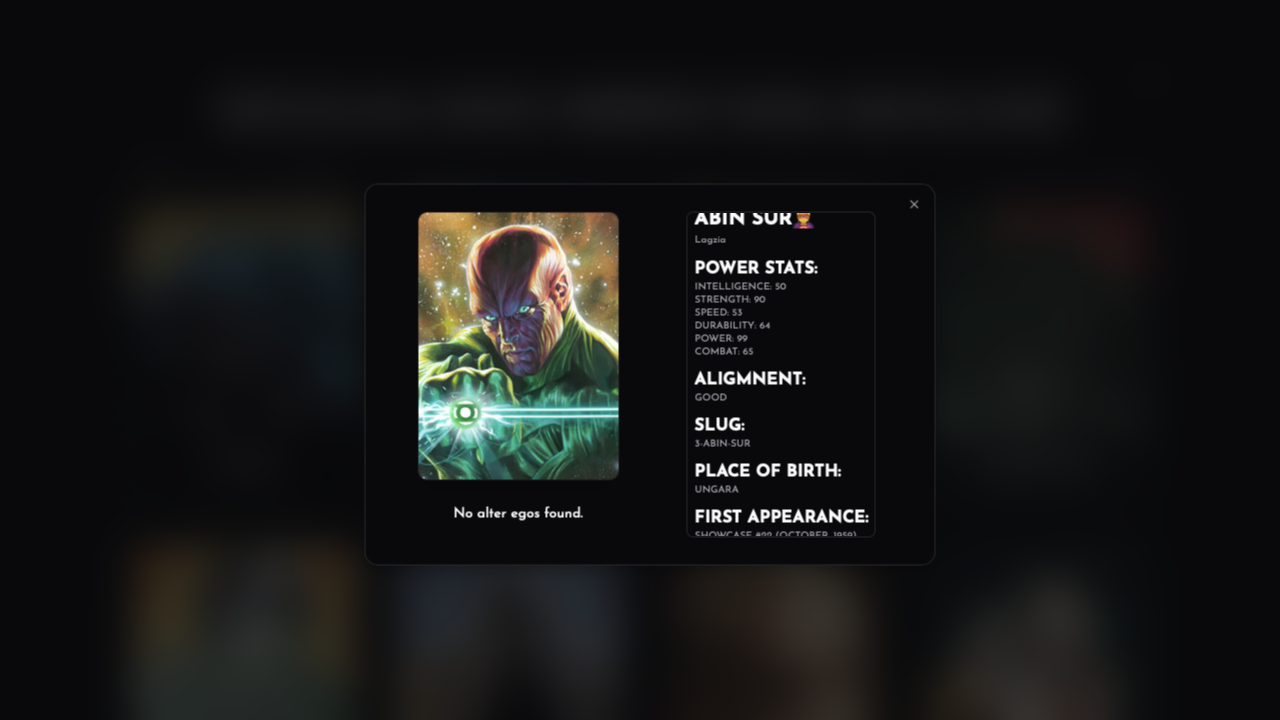 ABIN SUR🦹
Lagzia
POWER STATS:
INTELLIGENCE: 50
STRENGTH: 90
SPEED: 53
DURABILITY: 64
POWER: 99
COMBAT: 65
ALIGMNENT:
GOOD
SLUG:
3-ABIN-SUR
PLACE OF BIRTH:
UNGARA
FIRST APPEARANCE:
SHOWCASE #22 (OCTOBER, 1959)
No alter egos found.